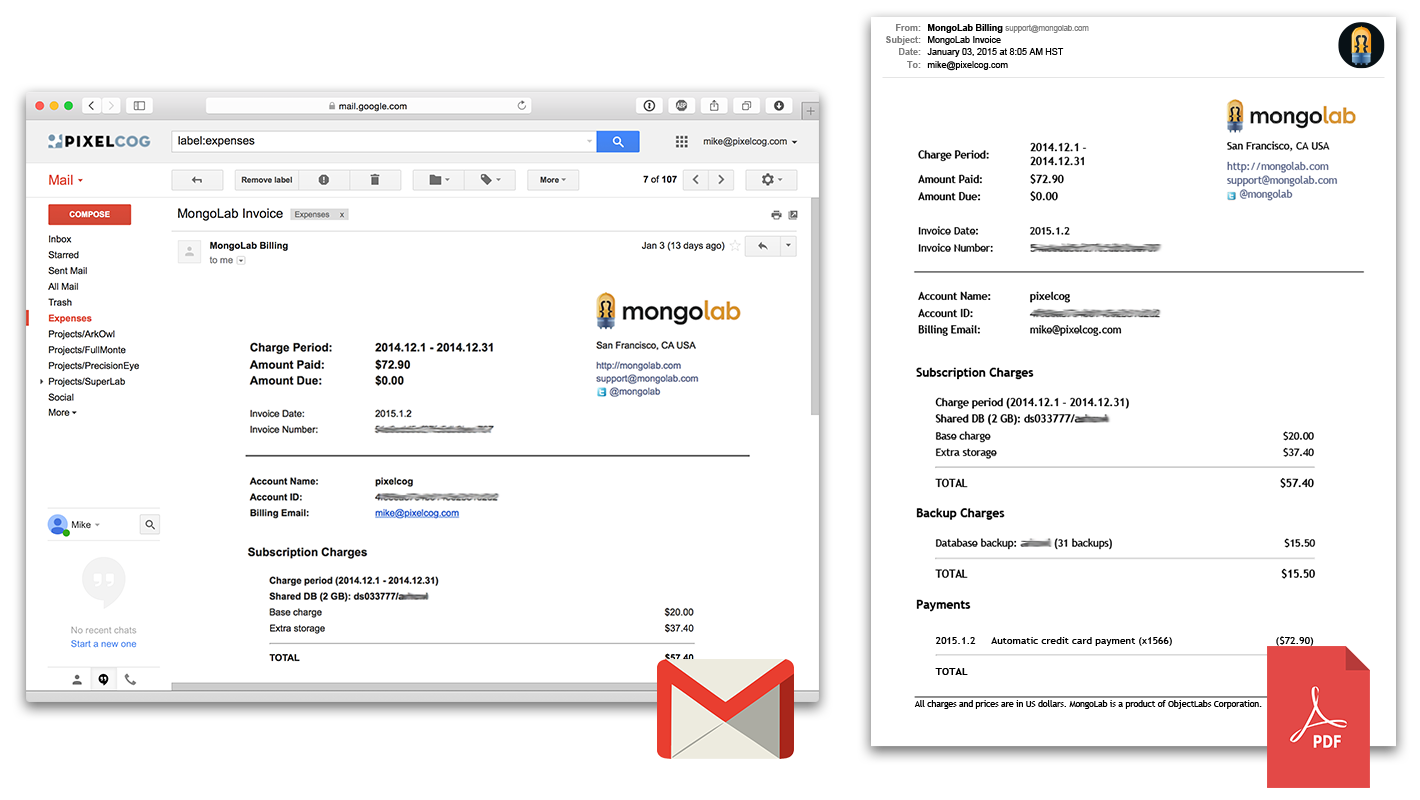 mail.google.com
PIXELCOG
label:expenses
mike@pixelcog.com
Mail
Remove label
More
7 of 107
COMPOSE
MongoLab Invoice
Expenses x
Inbox
Starred
Sent Mail
All Mail
Trash
Expenses
Projects/ArkOwl
Projects/FullMonte
Projects/PrecisionEye
Projects/SuperLab
Social
More
MongoLab Billing
Jan 3 (13 days ago)
to me
mongolab
San Francisco, CA USA
http://mongolab.com
support@mongolab.com
@mongolab
Charge Period: 2014.12.1 - 2014.12.31
Amount Paid: $72.90
Amount Due: $0.00
Invoice Date: 2015.1.2
Invoice Number:
Account Name: pixelcog
Account ID:
Billing Email: mike@pixelcog.com
Subscription Charges
Charge period (2014.12.1 - 2014.12.31)
Shared DB (2 GB): ds033777/
Base charge $20.00
Extra storage $37.40
TOTAL $57.40
Mike
No recent chats
Start a new one
From: MongoLab Billing support@mongolab.com
Subject: MongoLab Invoice
Date: January 03, 2015 at 8:05 AM HST
To: mike@pixelcog.com
mongolab
San Francisco, CA USA
http://mongolab.com
support@mongolab.com
@mongolab
Charge Period: 2014.12.1 -
2014.12.31
Amount Paid: $72.90
Amount Due: $0.00
Invoice Date: 2015.1.2
Invoice Number:
Account Name: pixelcog
Account ID:
Billing Email: mike@pixelcog.com
Subscription Charges
Charge period (2014.12.1 - 2014.12.31)
Shared DB (2 GB): ds033777/
Base charge $20.00
Extra storage $37.40
TOTAL $57.40
Backup Charges
Database backup: (31 backups) $15.50
TOTAL $15.50
Payments
2015.1.2 Automatic credit card payment (x1566) ($72.90)
TOTAL
All charges and prices are in US dollars. MongoLab is a product of ObjectLabs Corporation.
PDF